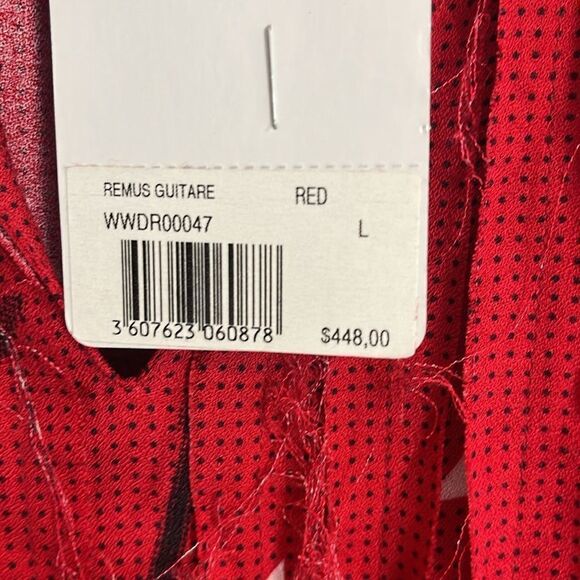 REMUS GUITARE RED
WWDR00047 L
3 607623 060878 $448,00